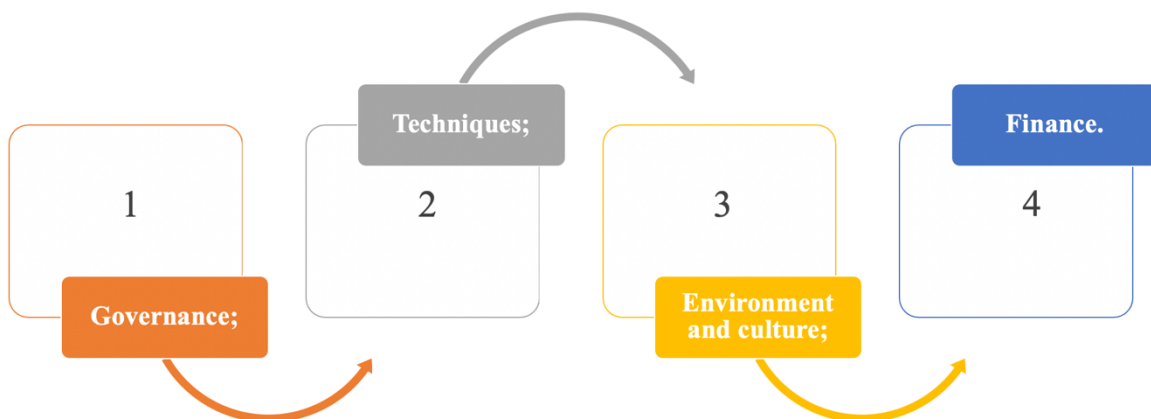 1
Governance;
Techniques;
2
3
Environment
and culture;
Finance.
4